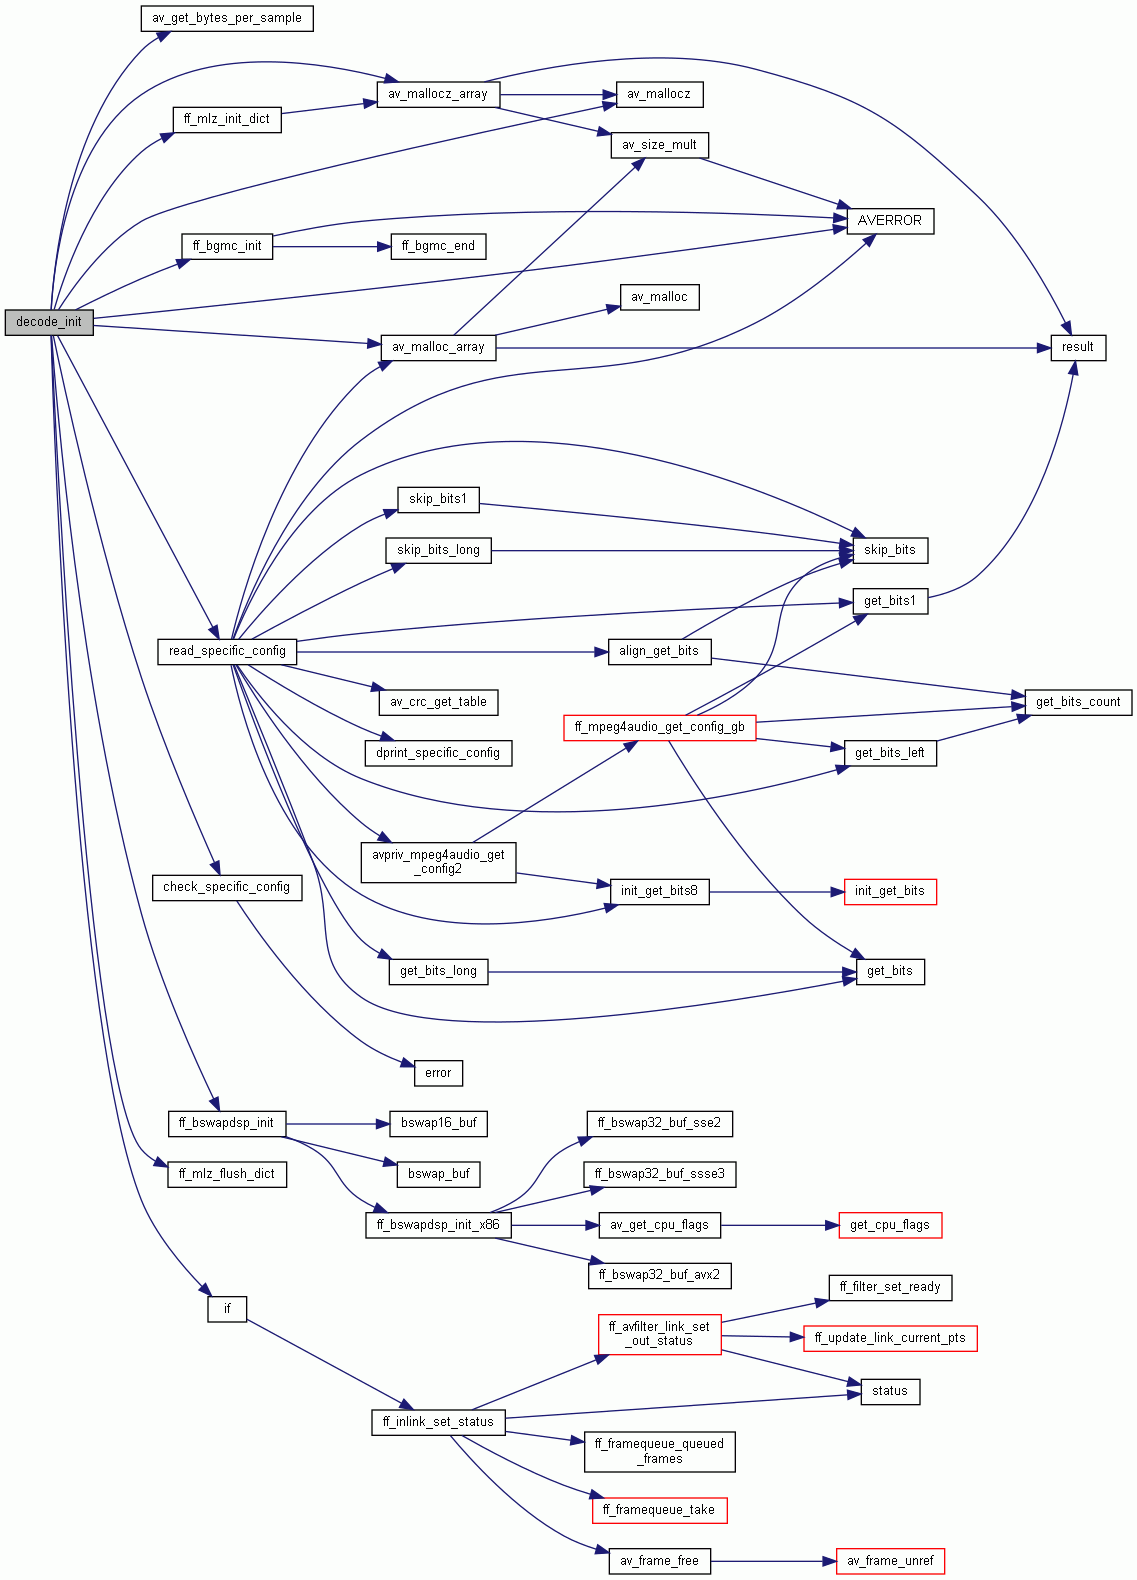 av_get_bytes_per_sample
av_mallocz_array
av_mallocz
ff_mlz_init_dict
av_size_mult
AVERROR
ff_bgmc_init
ff_bgmc_end
av_malloc
decode_init
av_malloc_array
result
skip_bits1
skip_bits_long
skip_bits
get_bits1
read_specific_config
align_get_bits
av_crc_get_table
get_bits_count
ff_mpeg4audio_get_config_gb
dprint_specific_config
get_bits_left
avpriv_mpeg4audio_get
_config2
check_specific_config
init_get_bits8
init_get_bits
get_bits_long
get_bits
error
ff_bswapdsp_init
bswap16_buf
ff_bswap32_buf_sse2
ff_mlz_flush_dict
bswap_buf
ff_bswap32_buf_ssse3
ff_bswapdsp_init_x86
av_get_cpu_flags
get_cpu_flags
ff_bswap32_buf_avx2
ff_filter_set_ready
if
ff_avfilter_link_set
_out_status
ff_update_link_current_pts
status
ff_inlink_set_status
ff_framequeue_queued
_frames
ff_framequeue_take
av_frame_free
av_frame_unref